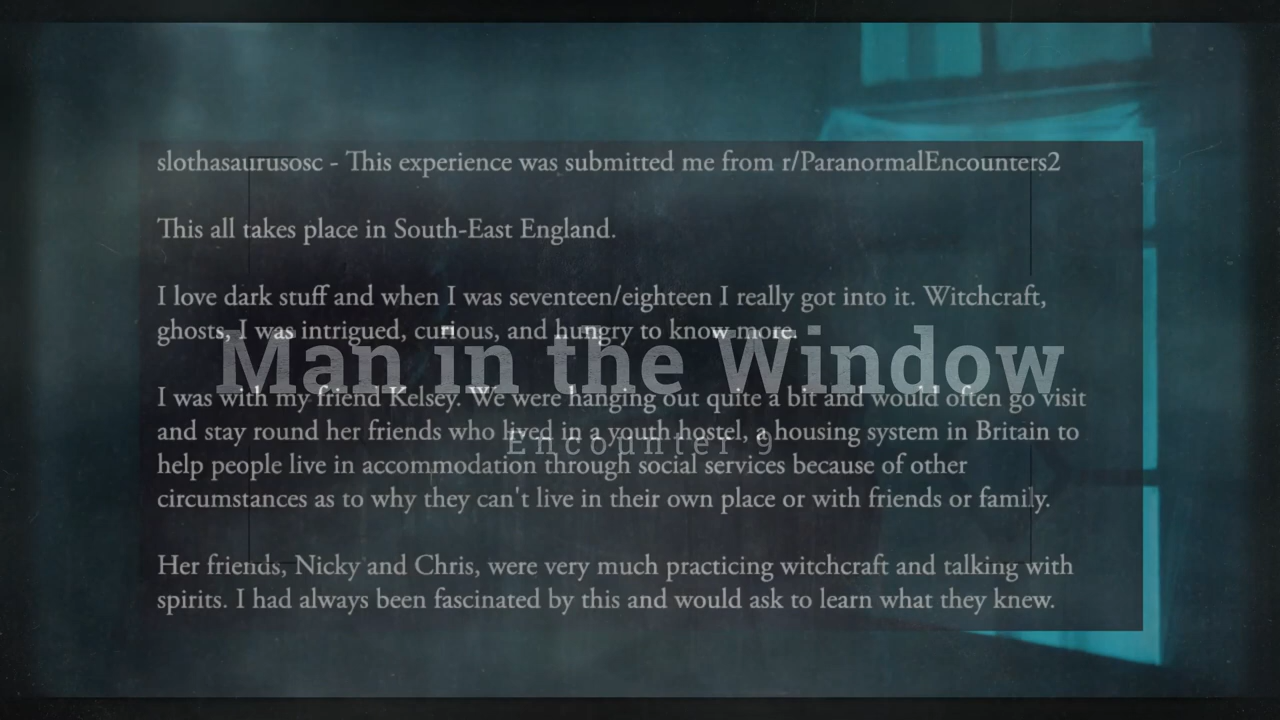 slothasaurusosc - This experience was submitted me from r/ParanormalEncounters2
This all takes place in South-East England.
I love dark stuff and when I was seventeen/eighteen I really got into it. Witchcraft,
ghosts, I was intrigued, curious, and hungry to know more.
Man in the Window
I was with my friend Kelsey. We were hanging out quite a bit and would often go visit
and stay round her friends who lived in a youth hostel, a housing system in Britain to
Encounter 9
help people live in accommodation through social services because of other
circumstances as to why they can't live in their own place or with friends or family.
Her friends, Nicky and Chris, were very much practicing witchcraft and talking with
spirits. I had always been fascinated by this and would ask to learn what they knew.